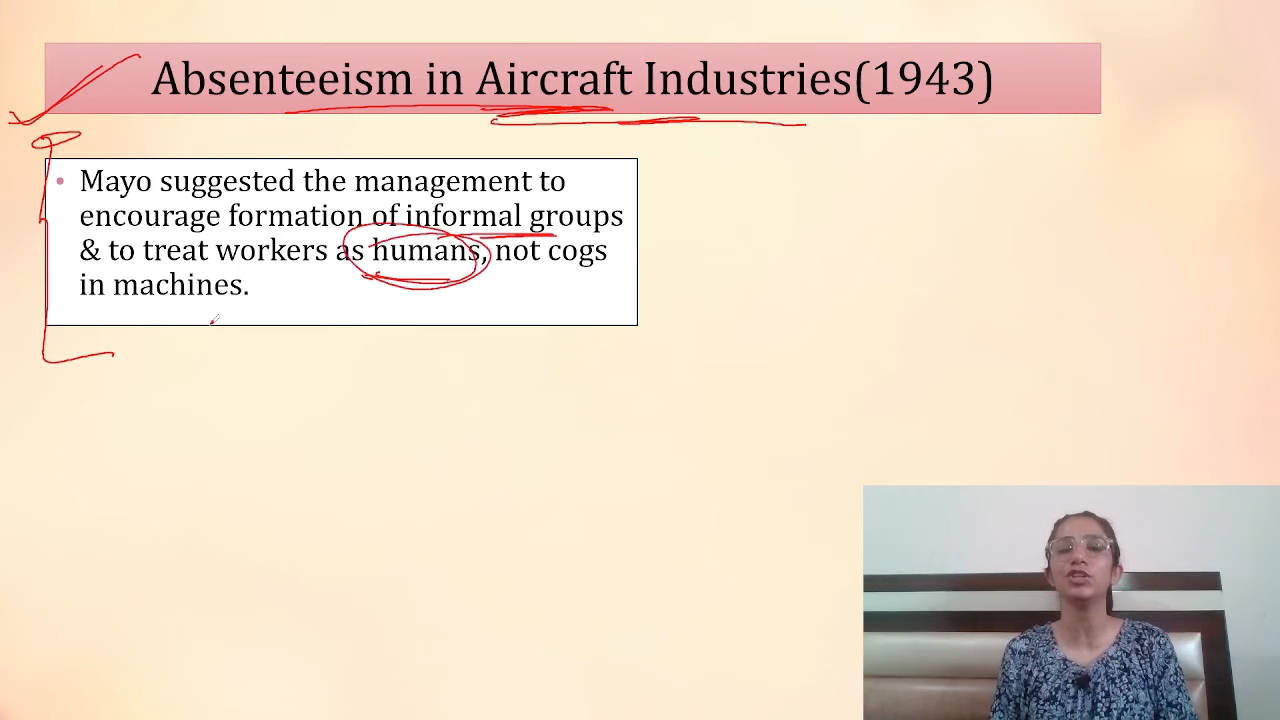 Absenteeism in Aircraft Industries(1943)
• Mayo suggested the management to
encourage formation of informal groups
& to treat workers as humans, not cogs
in machines.